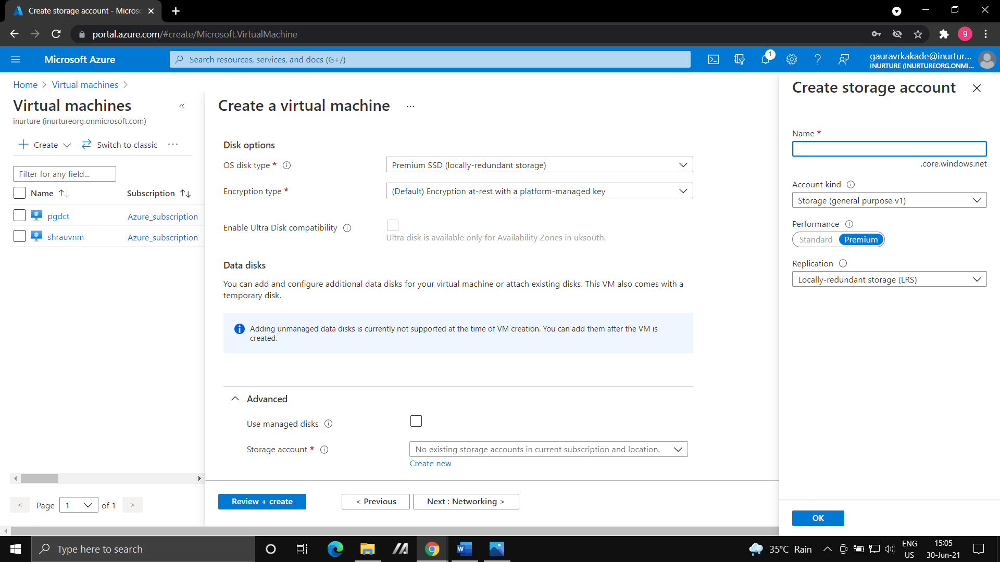 Create storage account - Microso
portal.azure.com/#create/Microsoft.VirtualMachine
g
Microsoft Azure
Search resources, services, and docs (G+/)
1
gauravrkakade@inurtur...
INURTURE (INURTUREORG.ONMI...
Home > Virtual machines >
Virtual machines
inurture (inurtureorg.onmicrosoft.com)
+ Create
Switch to classic ...
Filter for any field...
Name Subscription
pgdct Azure_subscription
shrauvnm Azure_subscription
< Page 1 of 1 >
Create a virtual machine ...
Disk options
OS disk type * Premium SSD (locally-redundant storage)
Encryption type * (Default) Encryption at-rest with a platform-managed key
Enable Ultra Disk compatibility
Ultra disk is available only for Availability Zones in uksouth.
Data disks
You can add and configure additional data disks for your virtual machine or attach existing disks. This VM also comes with a
temporary disk.
Adding unmanaged data disks is currently not supported at the time of VM creation. You can add them after the VM is
created.
Advanced
Use managed disks
Storage account * No existing storage accounts in current subscription and location.
Create new
Review + create < Previous Next : Networking >
Create storage account
Name *
.core.windows.net
Account kind
Storage (general purpose v1)
Performance
Standard Premium
Replication
Locally-redundant storage (LRS)
OK
Type here to search
35°C Rain
ENG
US
15:05
30-Jun-21